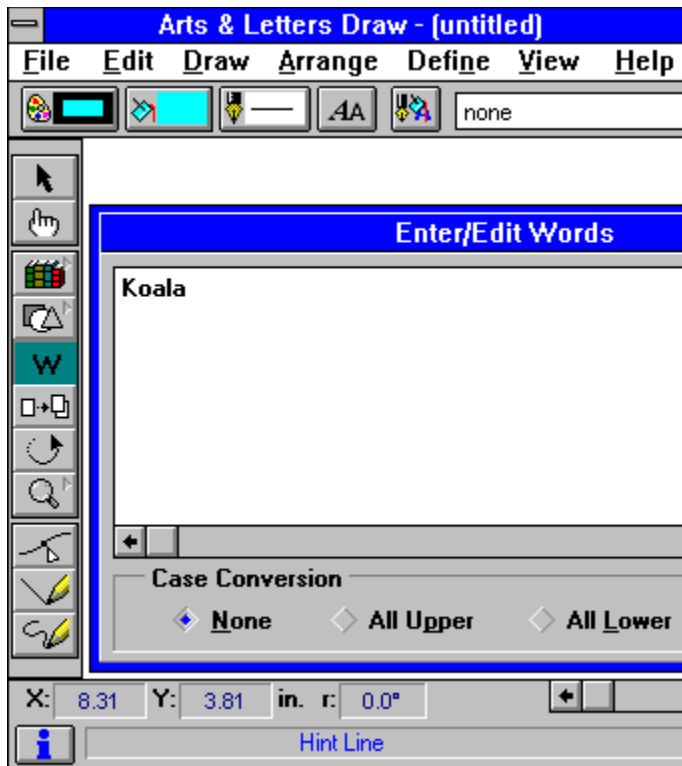 Arts & Letters Draw - (untitled)
File Edit Draw Arrange Define View Help
AA A none
Enter/Edit Words
Koala
W
Case Conversion
None All Upper All Lower
X: 8.31 Y: 3.81 in. r: 0.0°
i Hint Line